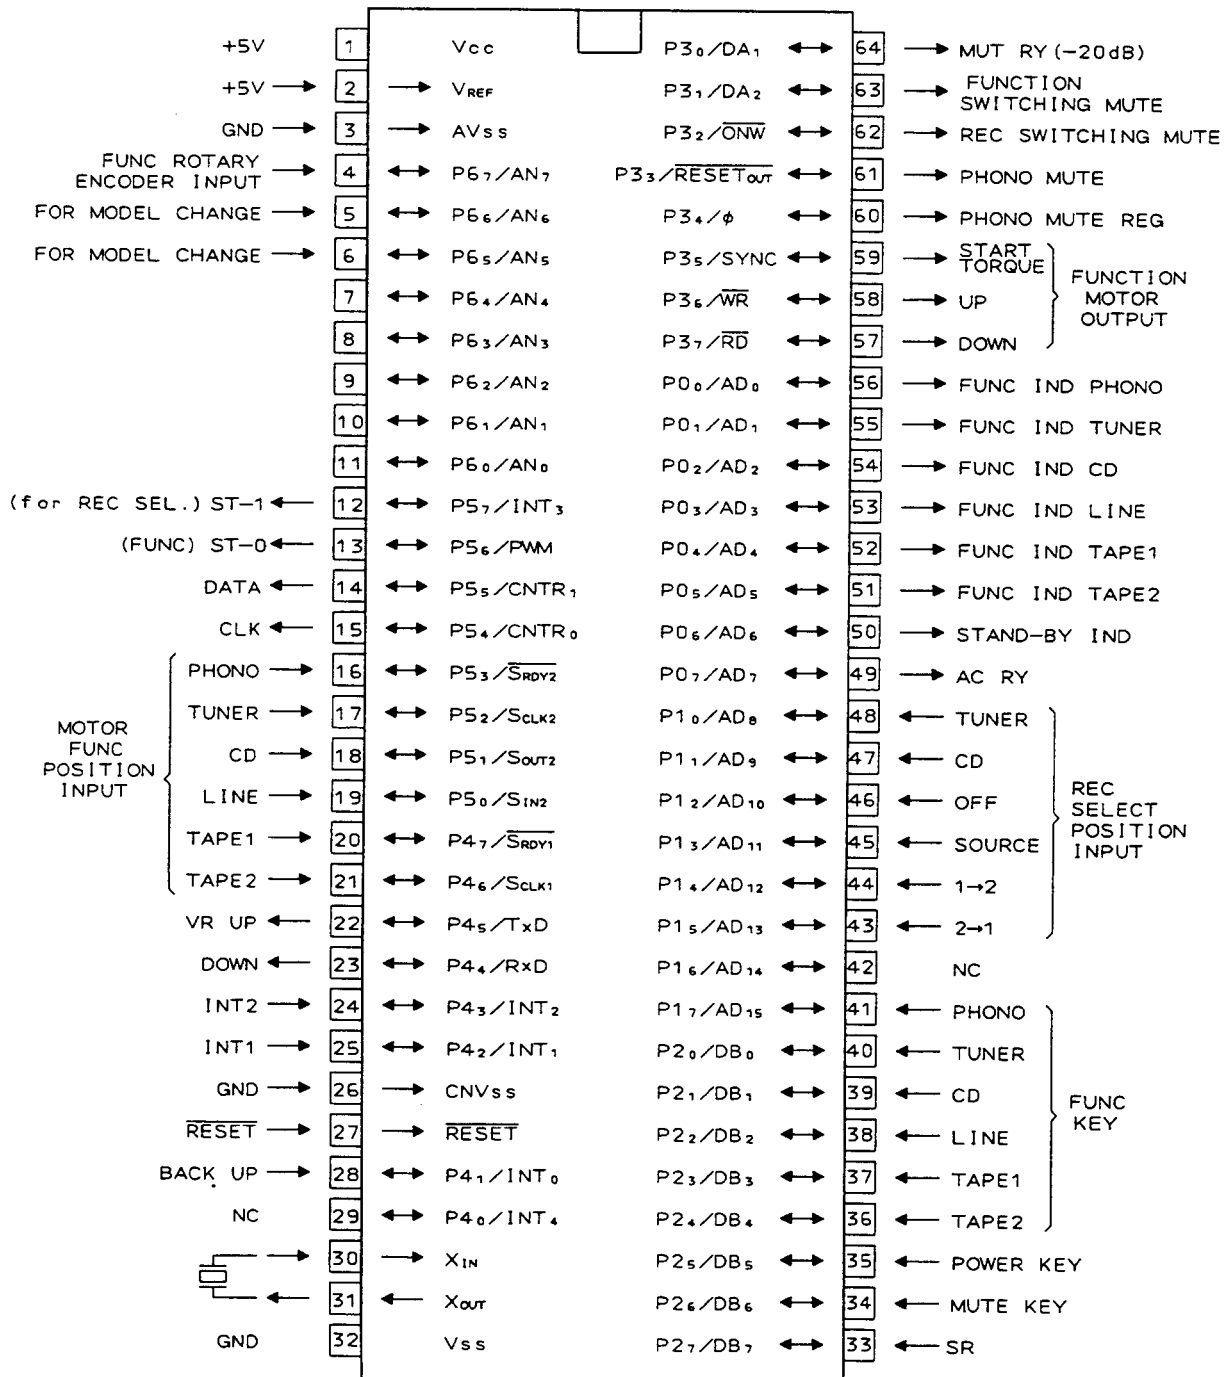 +5V 1 Vcc P3₀/DA₁ 64 MUT RY (-20dB)
+5V 2 VREF P3₁/DA₂ 63 FUNCTION SWITCHING MUTE
GND 3 AVss P3₂/ONW 62 REC SWITCHING MUTE
FUNC ROTARY ENCODER INPUT 4 P6₇/AN₇ P3₃/RESETOUT 61 PHONO MUTE
FOR MODEL CHANGE 5 P6₆/AN₆ P3₄/ϕ 60 PHONO MUTE REG
FOR MODEL CHANGE 6 P6₅/AN₅ P3₅/SYNC 59 START TORQUE
7 P6₄/AN₄ P3₆/WR 58 UP
8 P6₃/AN₃ P3₇/RD 57 DOWN
FUNCTION MOTOR OUTPUT
9 P6₂/AN₂ P0₀/AD₀ 56 FUNC IND PHONO
10 P6₁/AN₁ P0₁/AD₁ 55 FUNC IND TUNER
11 P6₀/AN₀ P0₂/AD₂ 54 FUNC IND CD
(for REC SEL.) ST-1 12 P5₇/INT₃ P0₃/AD₃ 53 FUNC IND LINE
(FUNC) ST-0 13 P5₆/PWM P0₄/AD₄ 52 FUNC IND TAPE1
DATA 14 P5₅/CNTR₁ P0₅/AD₅ 51 FUNC IND TAPE2
CLK 15 P5₄/CNTR₀ P0₆/AD₆ 50 STAND-BY IND
PHONO 16 P5₃/SRDY2 P0₇/AD₇ 49 AC RY
TUNER 17 P5₂/SCLK2 P1₀/AD₈ 48 TUNER
MOTOR FUNC POSITION INPUT
CD 18 P5₁/SOUT2 P1₁/AD₉ 47 CD
LINE 19 P5₀/SIN2 P1₂/AD₁₀ 46 OFF
REC SELECT POSITION INPUT
TAPE1 20 P4₇/SRDY1 P1₃/AD₁₁ 45 SOURCE
TAPE2 21 P4₆/SCLK1 P1₄/AD₁₂ 44 1→2
VR UP 22 P4₅/TxD P1₅/AD₁₃ 43 2→1
DOWN 23 P4₄/RxD P1₆/AD₁₄ 42 NC
INT2 24 P4₃/INT₂ P1₇/AD₁₅ 41 PHONO
INT1 25 P4₂/INT₁ P2₀/DB₀ 40 TUNER
GND 26 CNVss P2₁/DB₁ 39 CD
FUNC KEY
RESET 27 RESET P2₂/DB₂ 38 LINE
BACK UP 28 P4₁/INT₀ P2₃/DB₃ 37 TAPE1
NC 29 P4₀/INT₄ P2₄/DB₄ 36 TAPE2
30 XIN P2₅/DB₅ 35 POWER KEY
31 XOUT P2₆/DB₆ 34 MUTE KEY
GND 32 Vss P2₇/DB₇ 33 SR